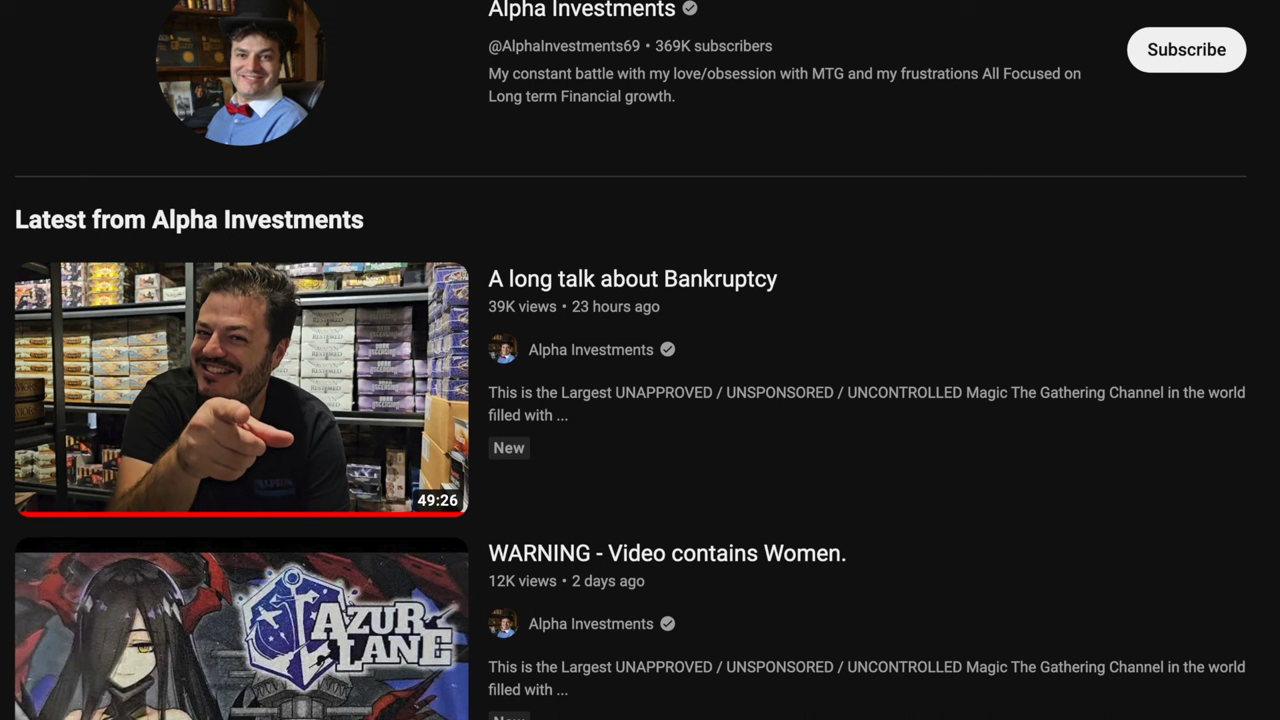 Alpha Investments
@AlphaInvestments69 • 369K subscribers
Subscribe
My constant battle with my love/obsession with MTG and my frustrations All Focused on
Long term Financial growth.
Latest from Alpha Investments
A long talk about Bankruptcy
39K views • 23 hours ago
Alpha Investments
This is the Largest UNAPPROVED / UNSPONSORED / UNCONTROLLED Magic The Gathering Channel in the world
filled with ...
New
49:26
WARNING - Video contains Women.
12K views • 2 days ago
Alpha Investments
This is the Largest UNAPPROVED / UNSPONSORED / UNCONTROLLED Magic The Gathering Channel in the world
filled with ...
New
AZUR
LANE